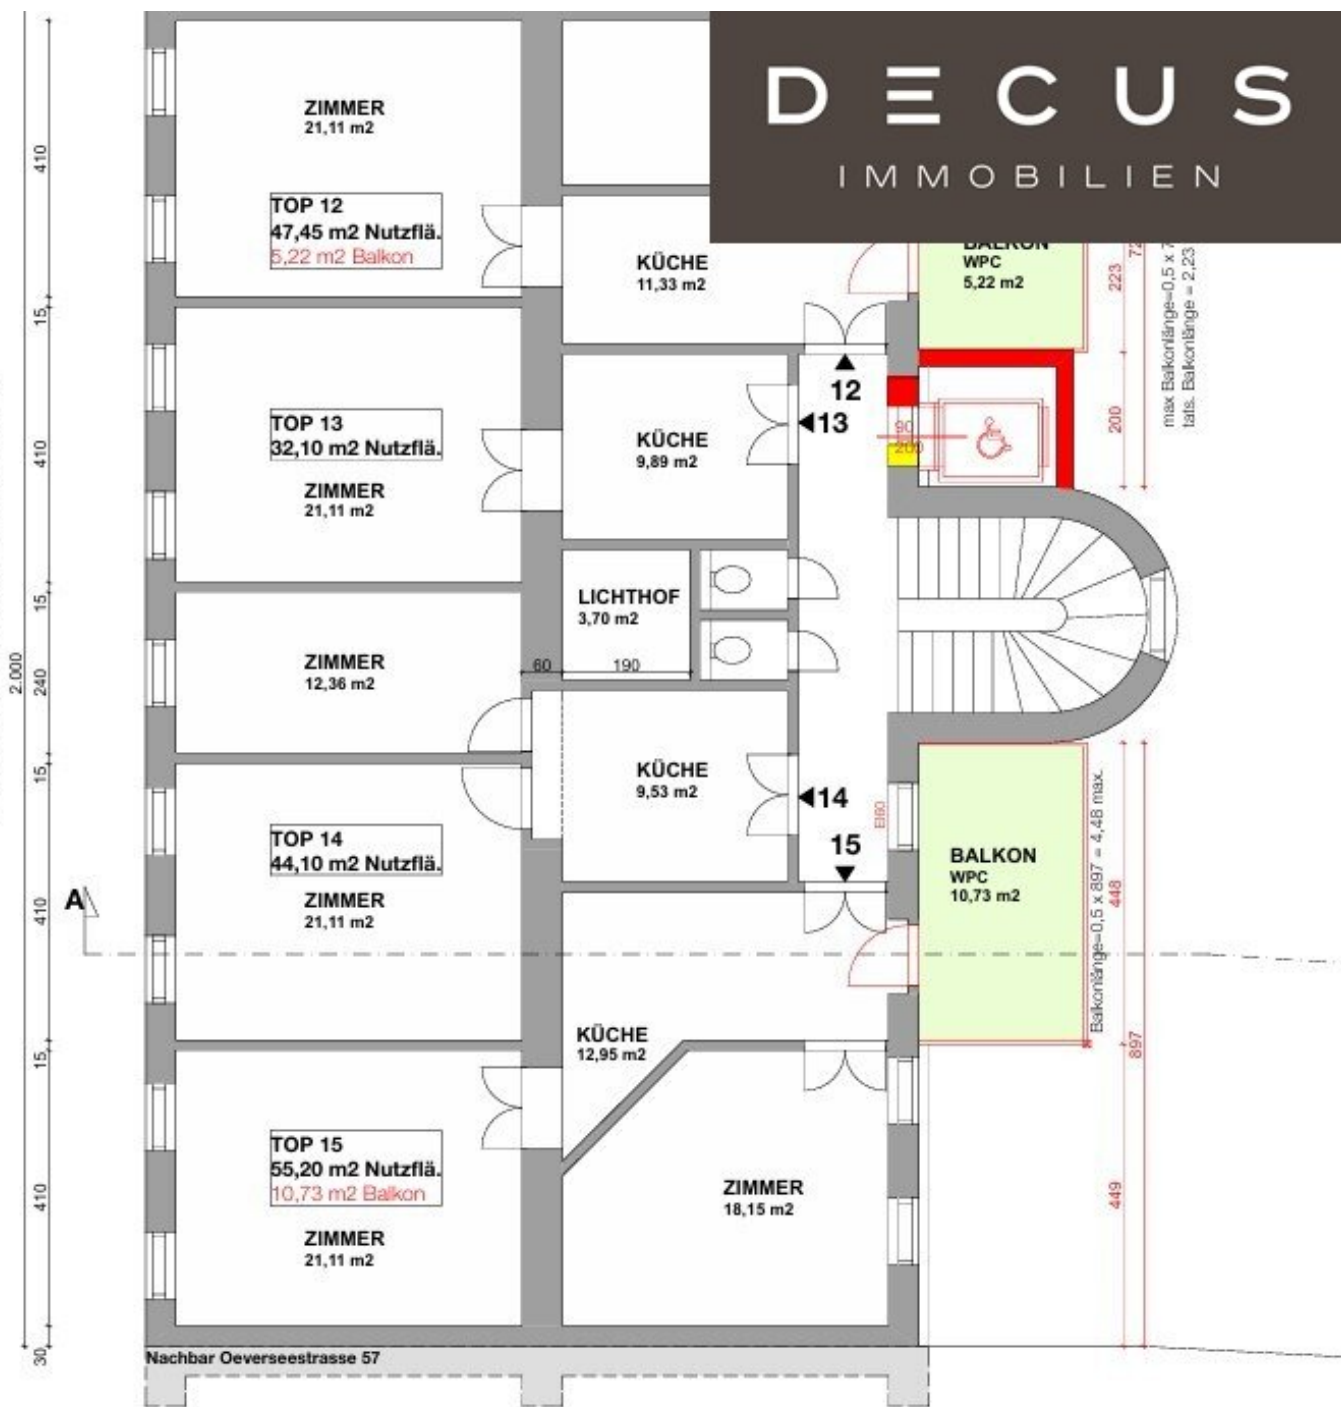 DECUS
IMMOBILIEN
ZIMMER
21,11 m2
TOP 12
47,45 m2 Nutzflä.
5,22 m2 Balkon
KÜCHE
11,33 m2
BALKON
WPC
5,22 m2
12
13
TOP 13
32,10 m2 Nutzflä.
ZIMMER
21,11 m2
KÜCHE
9,89 m2
90
200
LICHTHOF
3,70 m2
60
190
ZIMMER
12,36 m2
KÜCHE
9,53 m2
14
15
EI60
TOP 14
44,10 m2 Nutzflä.
ZIMMER
21,11 m2
BALKON
WPC
10,73 m2
A
KÜCHE
12,95 m2
TOP 15
55,20 m2 Nutzflä.
10,73 m2 Balkon
ZIMMER
21,11 m2
ZIMMER
18,15 m2
Nachbar Oeverseestrasse 57
410
15
410
15
240
15
410
15
410
30
2.000
223
200
max Balkonlänge=0,5 x
tats. Balkonlänge = 2,23
Balkonlänge=0,5 x 897 = 4,48 max.
448
897
449